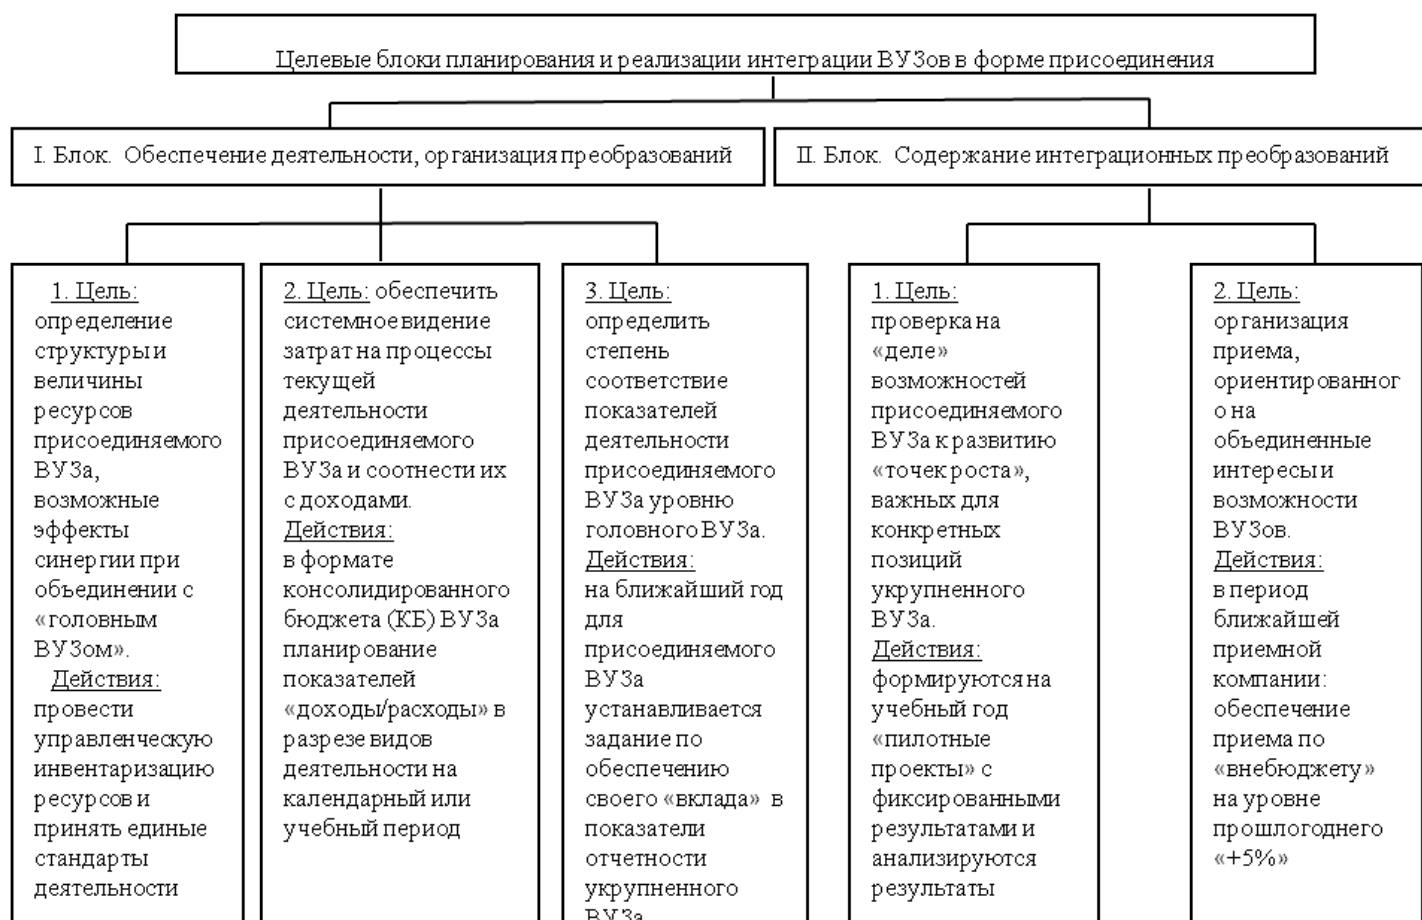 Целевые блоки планирования и реализации интеграции ВУЗов в форме присоединения
I. Блок. Обеспечение деятельности, организация преобразований
II. Блок. Содержание интеграционных преобразований
1. Цель:
определение
структуры и
величины
ресурсов
присоединяемого
ВУЗа,
возможные
эффекты
синергии при
объединении с
«головным
ВУЗом».
Действия:
провести
управленческую
инвентаризацию
ресурсов и
принять единые
стандарты
деятельности
2. Цель: обеспечить
системное видение
затрат на процессы
текущей
деятельности
присоединяемого
ВУЗа и соотнести их
с доходами.
Действия:
в формате
консолидированного
бюджета (КБ) ВУЗа
планирование
показателей
«доходы/расходы» в
разрезе видов
деятельности на
календарный или
учебный период
3. Цель:
определить
степень
соответствие
показателей
деятельности
присоединяемого
ВУЗа уровню
головного ВУЗа.
Действия:
на ближайший год
для
присоединяемого
ВУЗа
устанавливается
задание по
обеспечению
своего «вклада» в
показатели
отчетности
укрупненного
ВУЗа
1. Цель:
проверка на
«деле»
возможностей
присоединяемого
ВУЗа к развитию
«точек роста»,
важных для
конкретных
позиций
укрупненного
ВУЗа.
Действия:
формируются на
учебный год
«пилотные
проекты» с
фиксированными
результатами и
анализируются
результаты
2. Цель:
организация
приема,
ориентированног
о на
объединенные
интересы и
возможности
ВУЗов.
Действия:
в период
ближайшей
приемной
компании:
обеспечение
приема по
«внебюджету»
на уровне
прошлогоднего
«+5%»